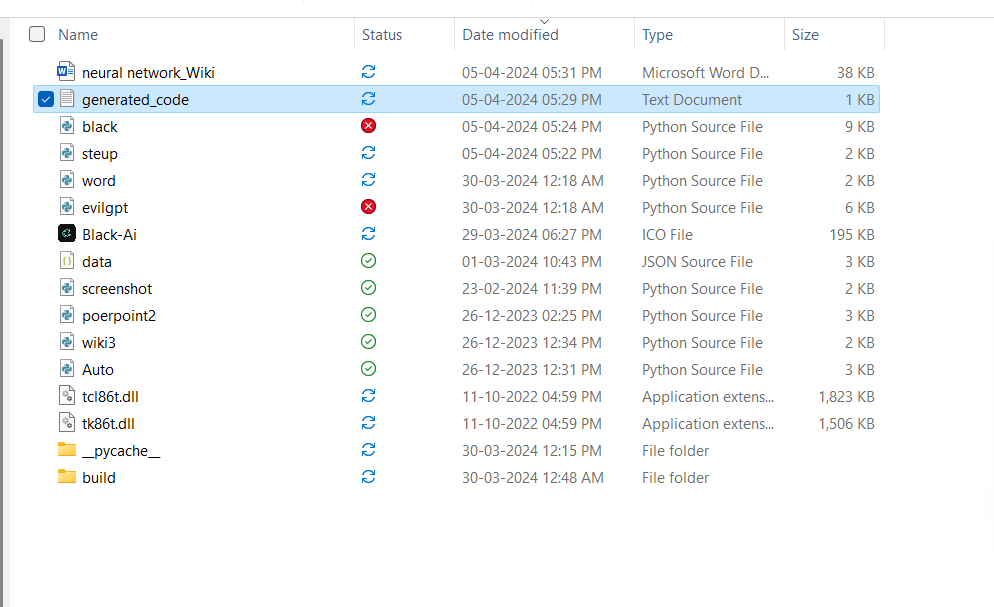 Name Status Date modified Type Size
neural network_Wiki 05-04-2024 05:31 PM Microsoft Word D... 38 KB
generated_code 05-04-2024 05:29 PM Text Document 1 KB
black 05-04-2024 05:24 PM Python Source File 9 KB
steup 05-04-2024 05:22 PM Python Source File 2 KB
word 30-03-2024 12:18 AM Python Source File 2 KB
evilgpt 30-03-2024 12:18 AM Python Source File 6 KB
Black-Ai 29-03-2024 06:27 PM ICO File 195 KB
data 01-03-2024 10:43 PM JSON Source File 3 KB
screenshot 23-02-2024 11:39 PM Python Source File 2 KB
poerpoint2 26-12-2023 02:25 PM Python Source File 3 KB
wiki3 26-12-2023 12:34 PM Python Source File 2 KB
Auto 26-12-2023 12:31 PM Python Source File 3 KB
tcl86t.dll 11-10-2022 04:59 PM Application extens... 1,823 KB
tk86t.dll 11-10-2022 04:59 PM Application extens... 1,506 KB
__pycache__ 30-03-2024 12:15 PM File folder
build 30-03-2024 12:48 AM File folder